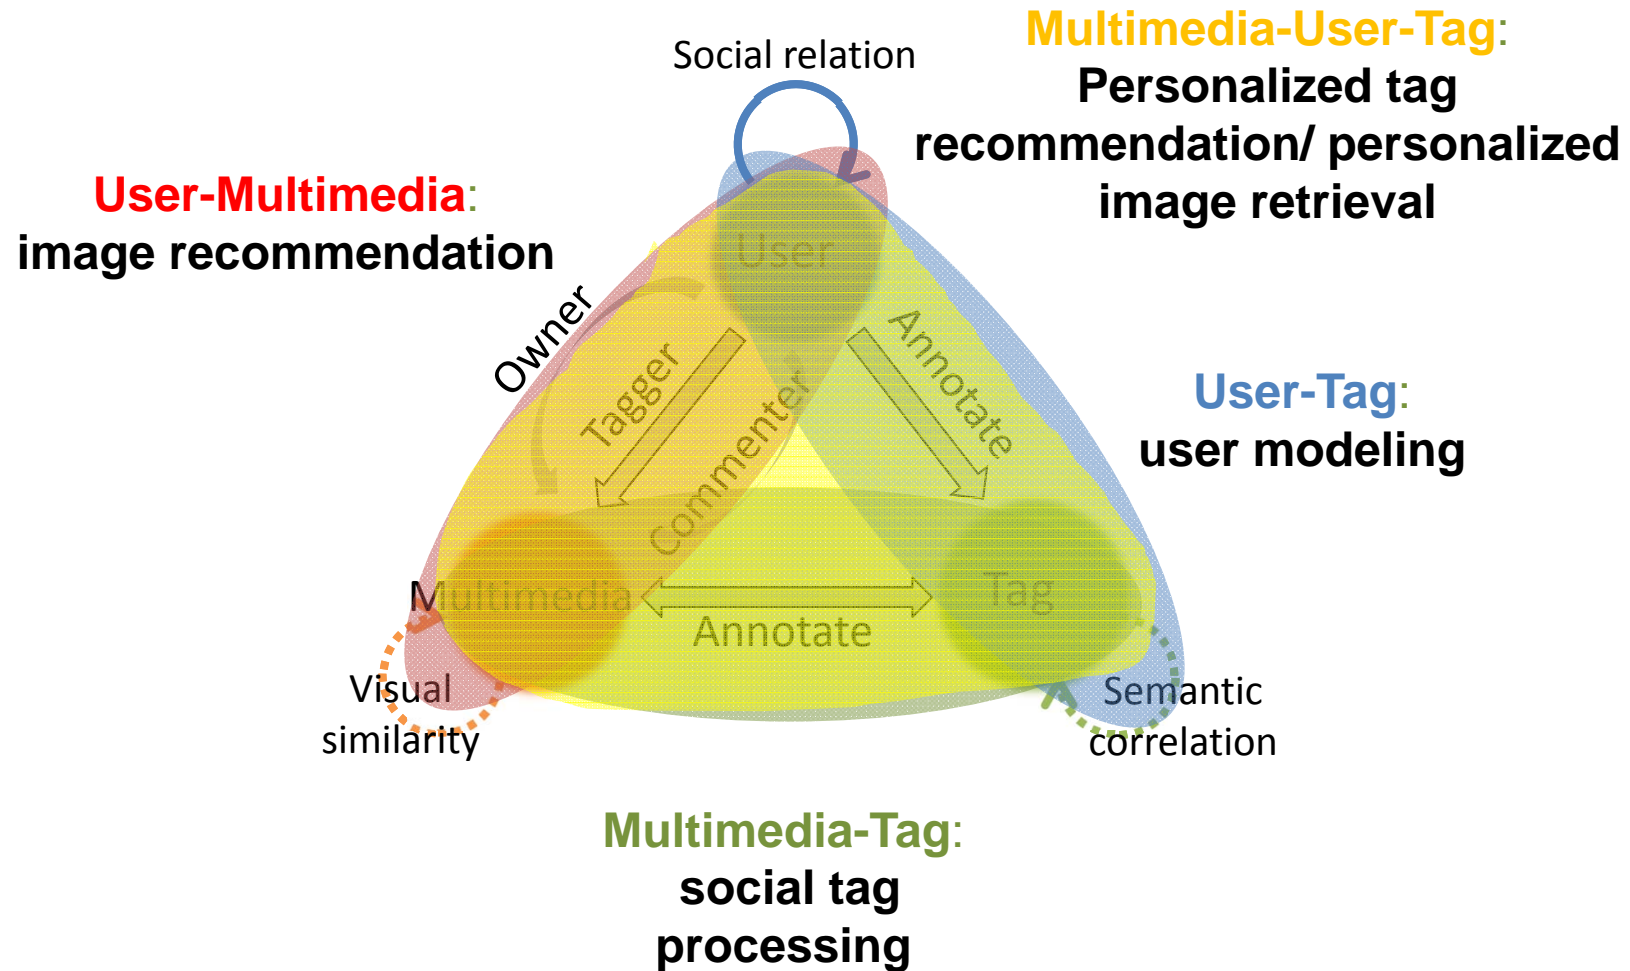 Social relation
Multimedia-User-Tag:
Personalized tag
recommendation/ personalized
image retrieval
User-Multimedia:
image recommendation
User
Owner
Tagger
Commenter
Annotate
User-Tag:
user modeling
Multimedia
Tag
Annotate
Visual
similarity
Semantic
correlation
Multimedia-Tag:
social tag
processing